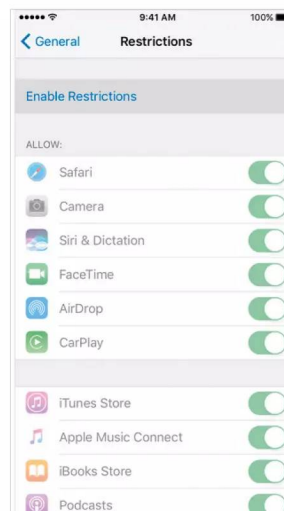 9:41 AM 100%
General Restrictions
Enable Restrictions
ALLOW:
Safari
Camera
Siri & Dictation
FaceTime
AirDrop
CarPlay
iTunes Store
Apple Music Connect
iBooks Store
Podcasts